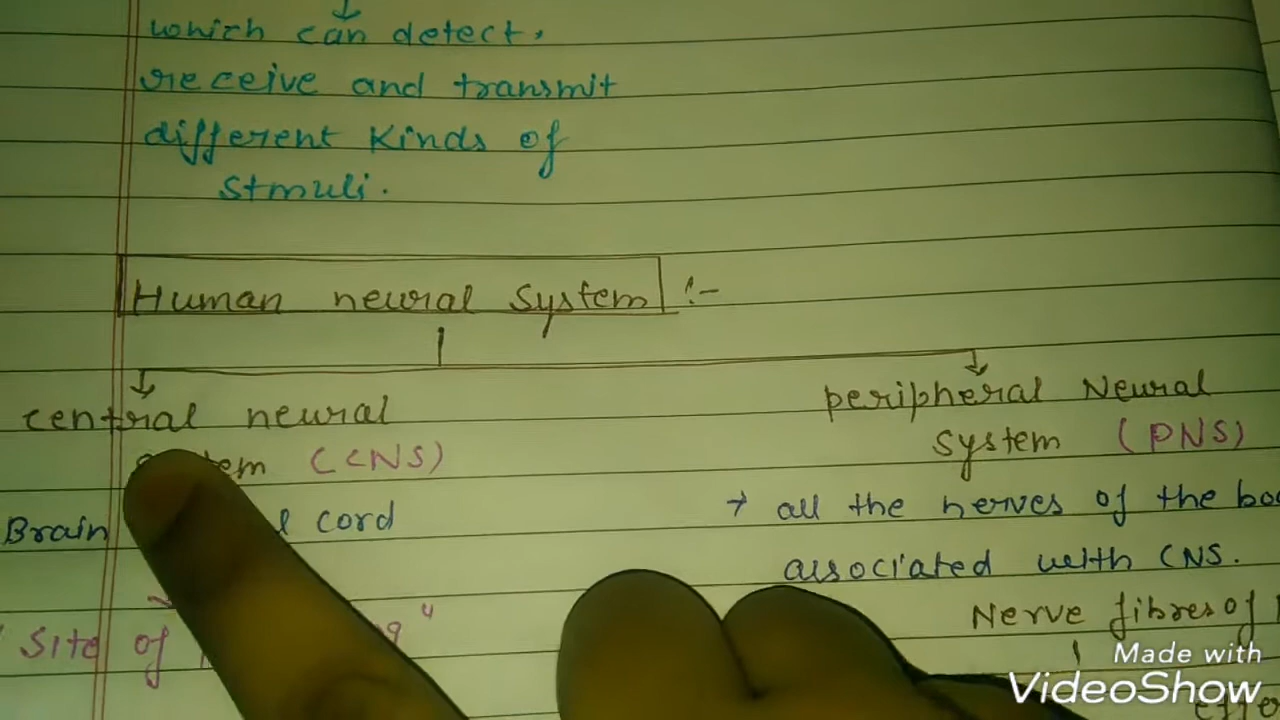 which can detect,
receive and transmit
different kinds of
stmuli.
Human neural system :-
central neural
(CNS)
peripheral Neural
system (PNS)
Brain cord
→ all the nerves of the
associated with CNS.
Site of
Nerve fibres of
Made with
VideoShow